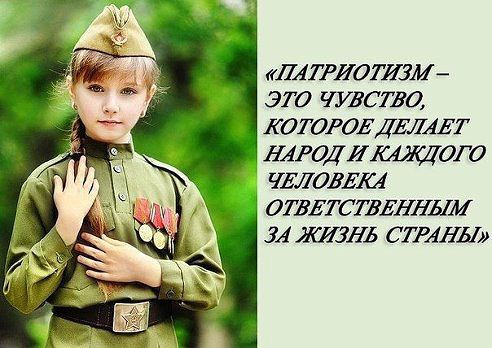 «ПАТРИОТИЗМ –
ЭТО ЧУВСТВО,
КОТОРОЕ ДЕЛАЕТ
НАРОД И КАЖДОГО
ЧЕЛОВЕКА
ОТВЕТСТВЕННЫМ
ЗА ЖИЗНЬ СТРАНЫ»